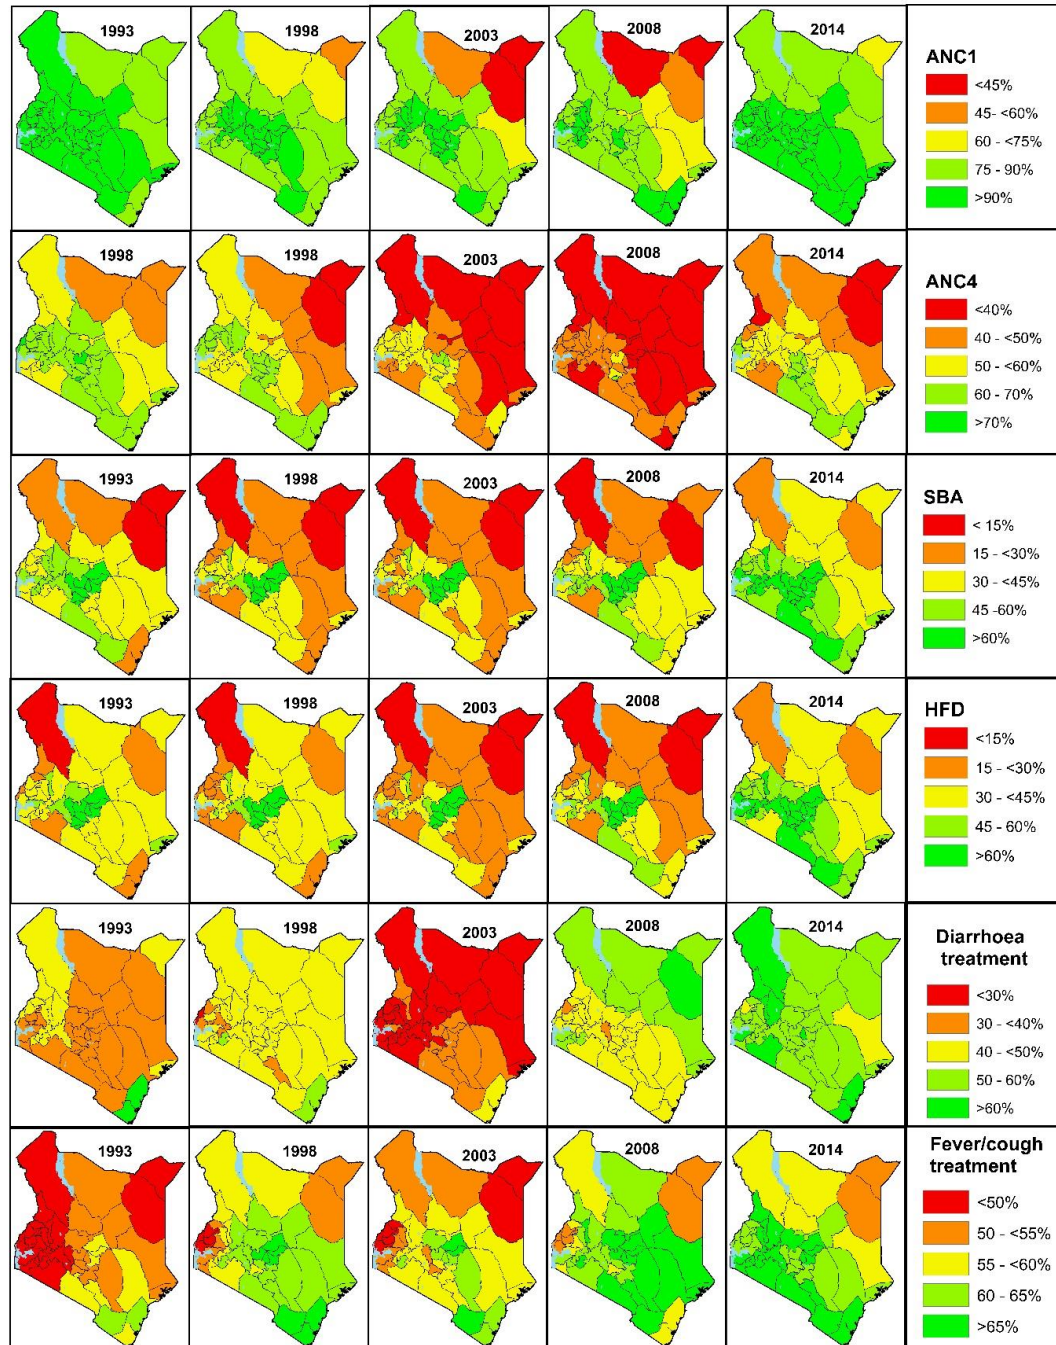 1993
1998
2003
2008
2014
ANC1
<45%
45- <60%
60 - <75%
75 - 90%
>90%
1998
1998
2003
2008
2014
ANC4
<40%
40 - <50%
50 - <60%
60 - 70%
>70%
1993
1998
2003
2008
2014
SBA
< 15%
15 - <30%
30 - <45%
45 -60%
>60%
1993
1998
2003
2008
2014
HFD
<15%
15 - <30%
30 - <45%
45 - 60%
>60%
1993
1998
2003
2008
2014
Diarrhoea
treatment
<30%
30 - <40%
40 - <50%
50 - 60%
>60%
1993
1998
2003
2008
2014
Fever/cough
treatment
<50%
50 - <55%
55 - <60%
60 - 65%
>65%